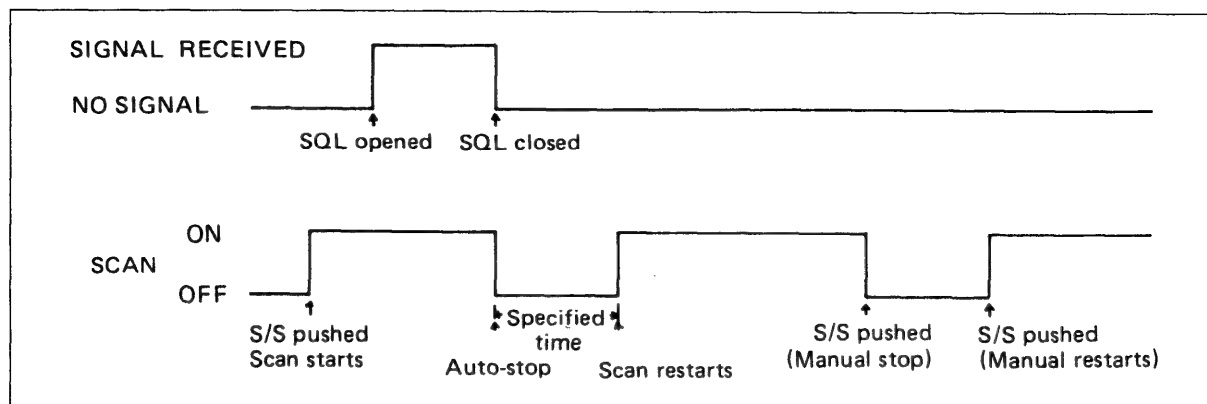 SIGNAL RECEIVED
NO SIGNAL
SQL opened
SQL closed
ON
SCAN
OFF
S/S pushed
Scan starts
Specified
time
Auto-stop
Scan restarts
S/S pushed
(Manual stop)
S/S pushed
(Manual restarts)